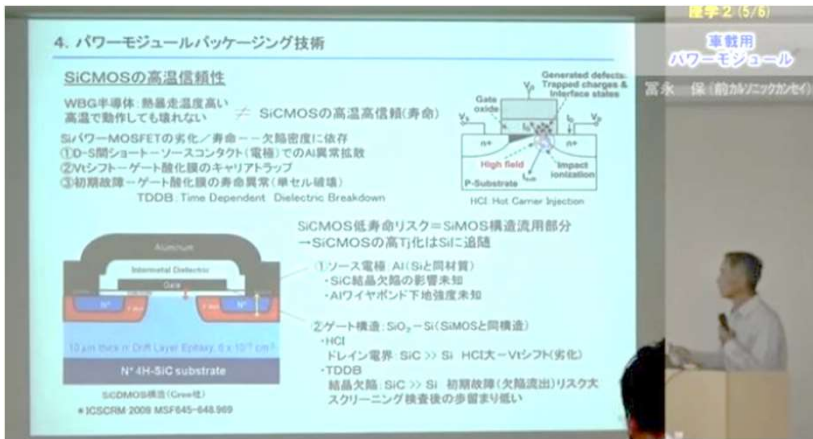 座学2 (5/6)
車載用
パワーモジュール
冨永 保(前カルソニックカンセイ)
4. パワーモジュールパッケージング技術
SiCMOSの高温信頼性
WBG半導体：熱暴走温度高い
高温で動作しても壊れない
≠ SiCMOSの高温高信頼(寿命)
SiパワーMOSFETの劣化／寿命－－欠陥密度に依存
①D-S間ショート－ソースコンタクト(電極)でのAl異常拡散
②Vtシフト－ゲート酸化膜のキャリアトラップ
③初期故障－ゲート酸化膜の寿命異常(単セル破壊)
TDDB：Time Dependent Dielectric Breakdown
Generated defects:
Trapped charges &
Interface states
Gate
oxide
n+
n+
High field
Impact
ionization
P-Substrate
HCI：Hot Carrier Injection
SiCMOS低寿命リスク＝SiMOS構造流用部分
→SiCMOSの高Tj化はSiに追随
①ソース電極：Al(Siと同材質)
・SiC結晶欠陥の影響未知
・Alワイヤボンド下地強度未知
②ゲート構造：SiO₂－Si(SiMOSと同構造)
・HCI
ドレイン電界：SiC >> Si HCI大－Vtシフト(劣化)
・TDDB
結晶欠陥：SiC >> Si 初期故障(欠陥流出)リスク大
スクリーニング検査後の歩留まり低い
Aluminum
Intermetal Dielectric
Gate
N⁺
N⁺
N⁺ 4H-SiC substrate
SiCDMOS構造(Cree社)
＊ICSCRM 2009 MSF645-648.969